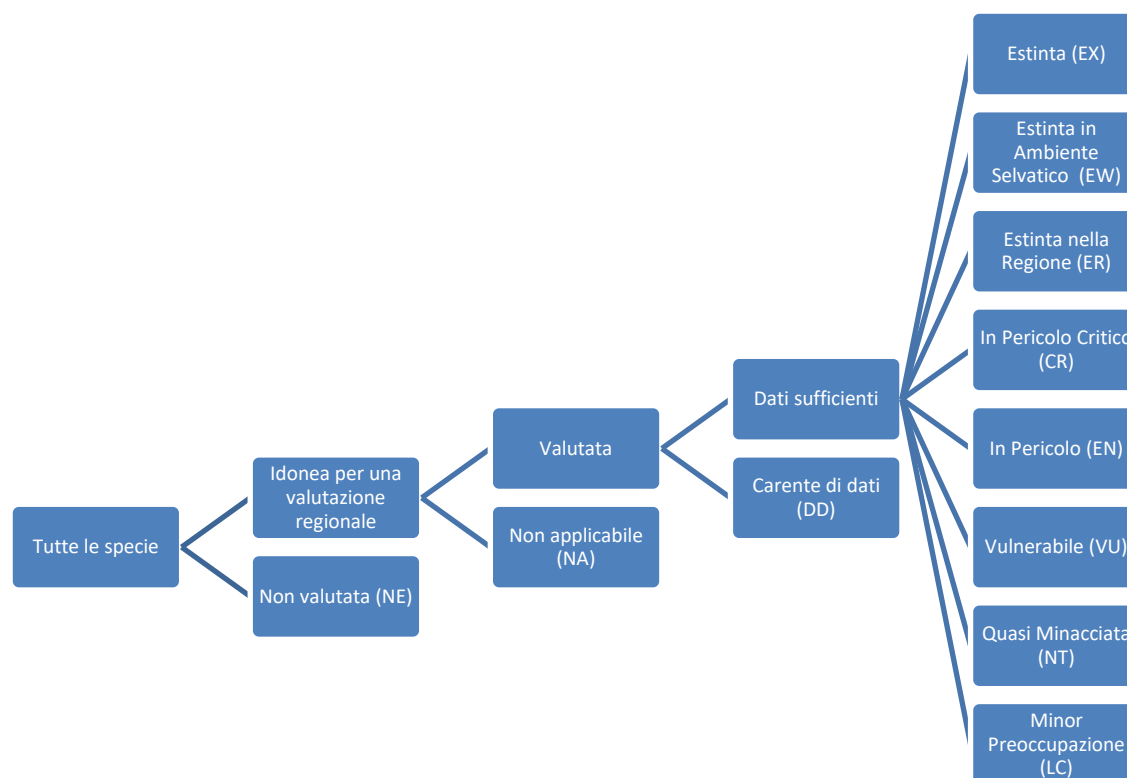 Tutte le specie
Idonea per una
valutazione
regionale
Non valutata (NE)
Valutata
Non applicabile
(NA)
Dati sufficienti
Carente di dati
(DD)
Estinta (EX)
Estinta in
Ambiente
Selvatico (EW)
Estinta nella
Regione (ER)
In Pericolo Critico
(CR)
In Pericolo (EN)
Vulnerabile (VU)
Quasi Minacciata
(NT)
Minor
Preoccupazione
(LC)